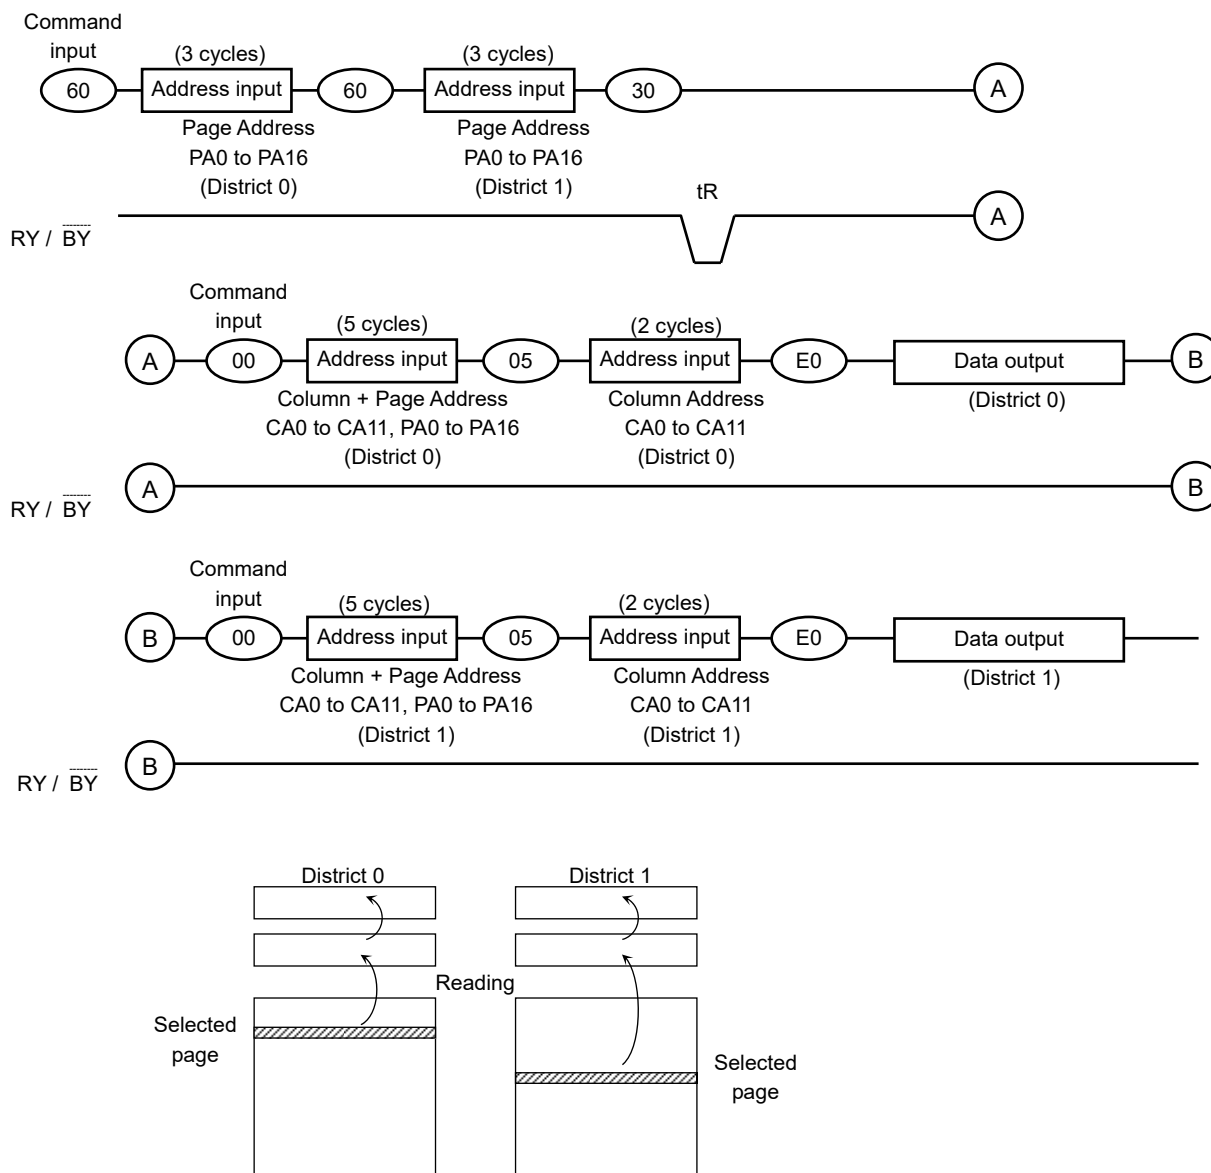 Command
input
(3 cycles)
(3 cycles)
60
Address input
60
Address input
30
A
Page Address
PA0 to PA16
(District 0)
Page Address
PA0 to PA16
(District 1)
tR
A
RY / BY
Command
input
(5 cycles)
(2 cycles)
A
00
Address input
05
Address input
E0
Data output
B
Column + Page Address
CA0 to CA11, PA0 to PA16
(District 0)
Column Address
CA0 to CA11
(District 0)
(District 0)
A
B
RY / BY
Command
input
(5 cycles)
(2 cycles)
B
00
Address input
05
Address input
E0
Data output
Column + Page Address
CA0 to CA11, PA0 to PA16
(District 1)
Column Address
CA0 to CA11
(District 1)
(District 1)
B
RY / BY
District 0
District 1
Reading
Selected
page
Selected
page